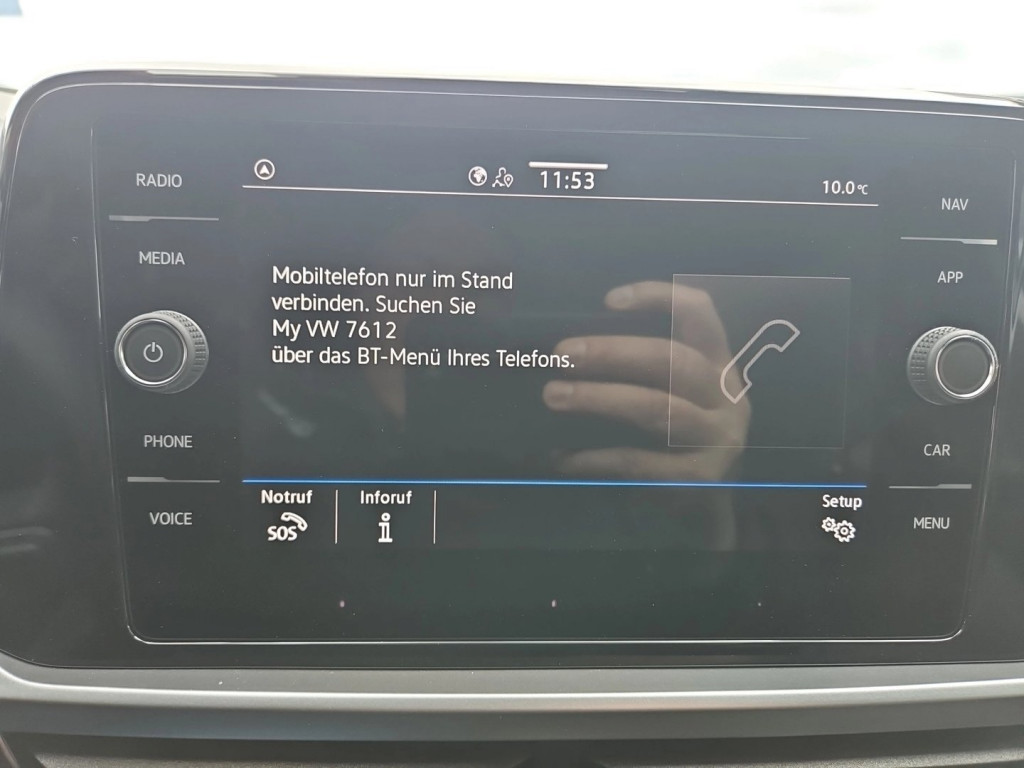 RADIO
MEDIA
PHONE
VOICE
11:53
10.0°C
Mobiltelefon nur im Stand
verbinden. Suchen Sie
My VW 7612
über das BT-Menü Ihres Telefons.
Notruf
SOS
Inforuf
i
Setup
NAV
APP
CAR
MENU